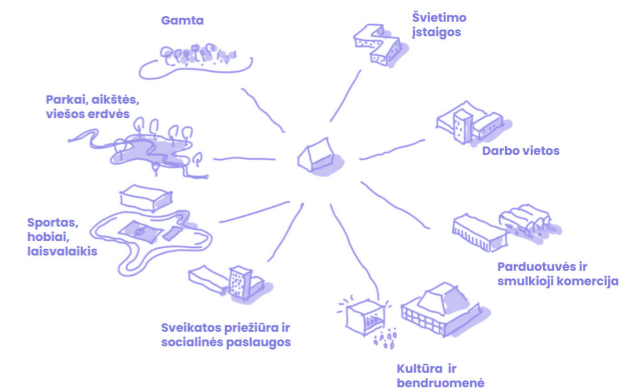 Gamta
Švietimo
įstaigos
Parkai, aikštės,
viešos erdvės
Darbo vietos
Sportas,
hobiai,
laisvalaikis
Parduotuvės ir
smulkioji komercija
Sveikatos priežiūra ir
socialinės paslaugos
Kultūra ir
bendruomenė